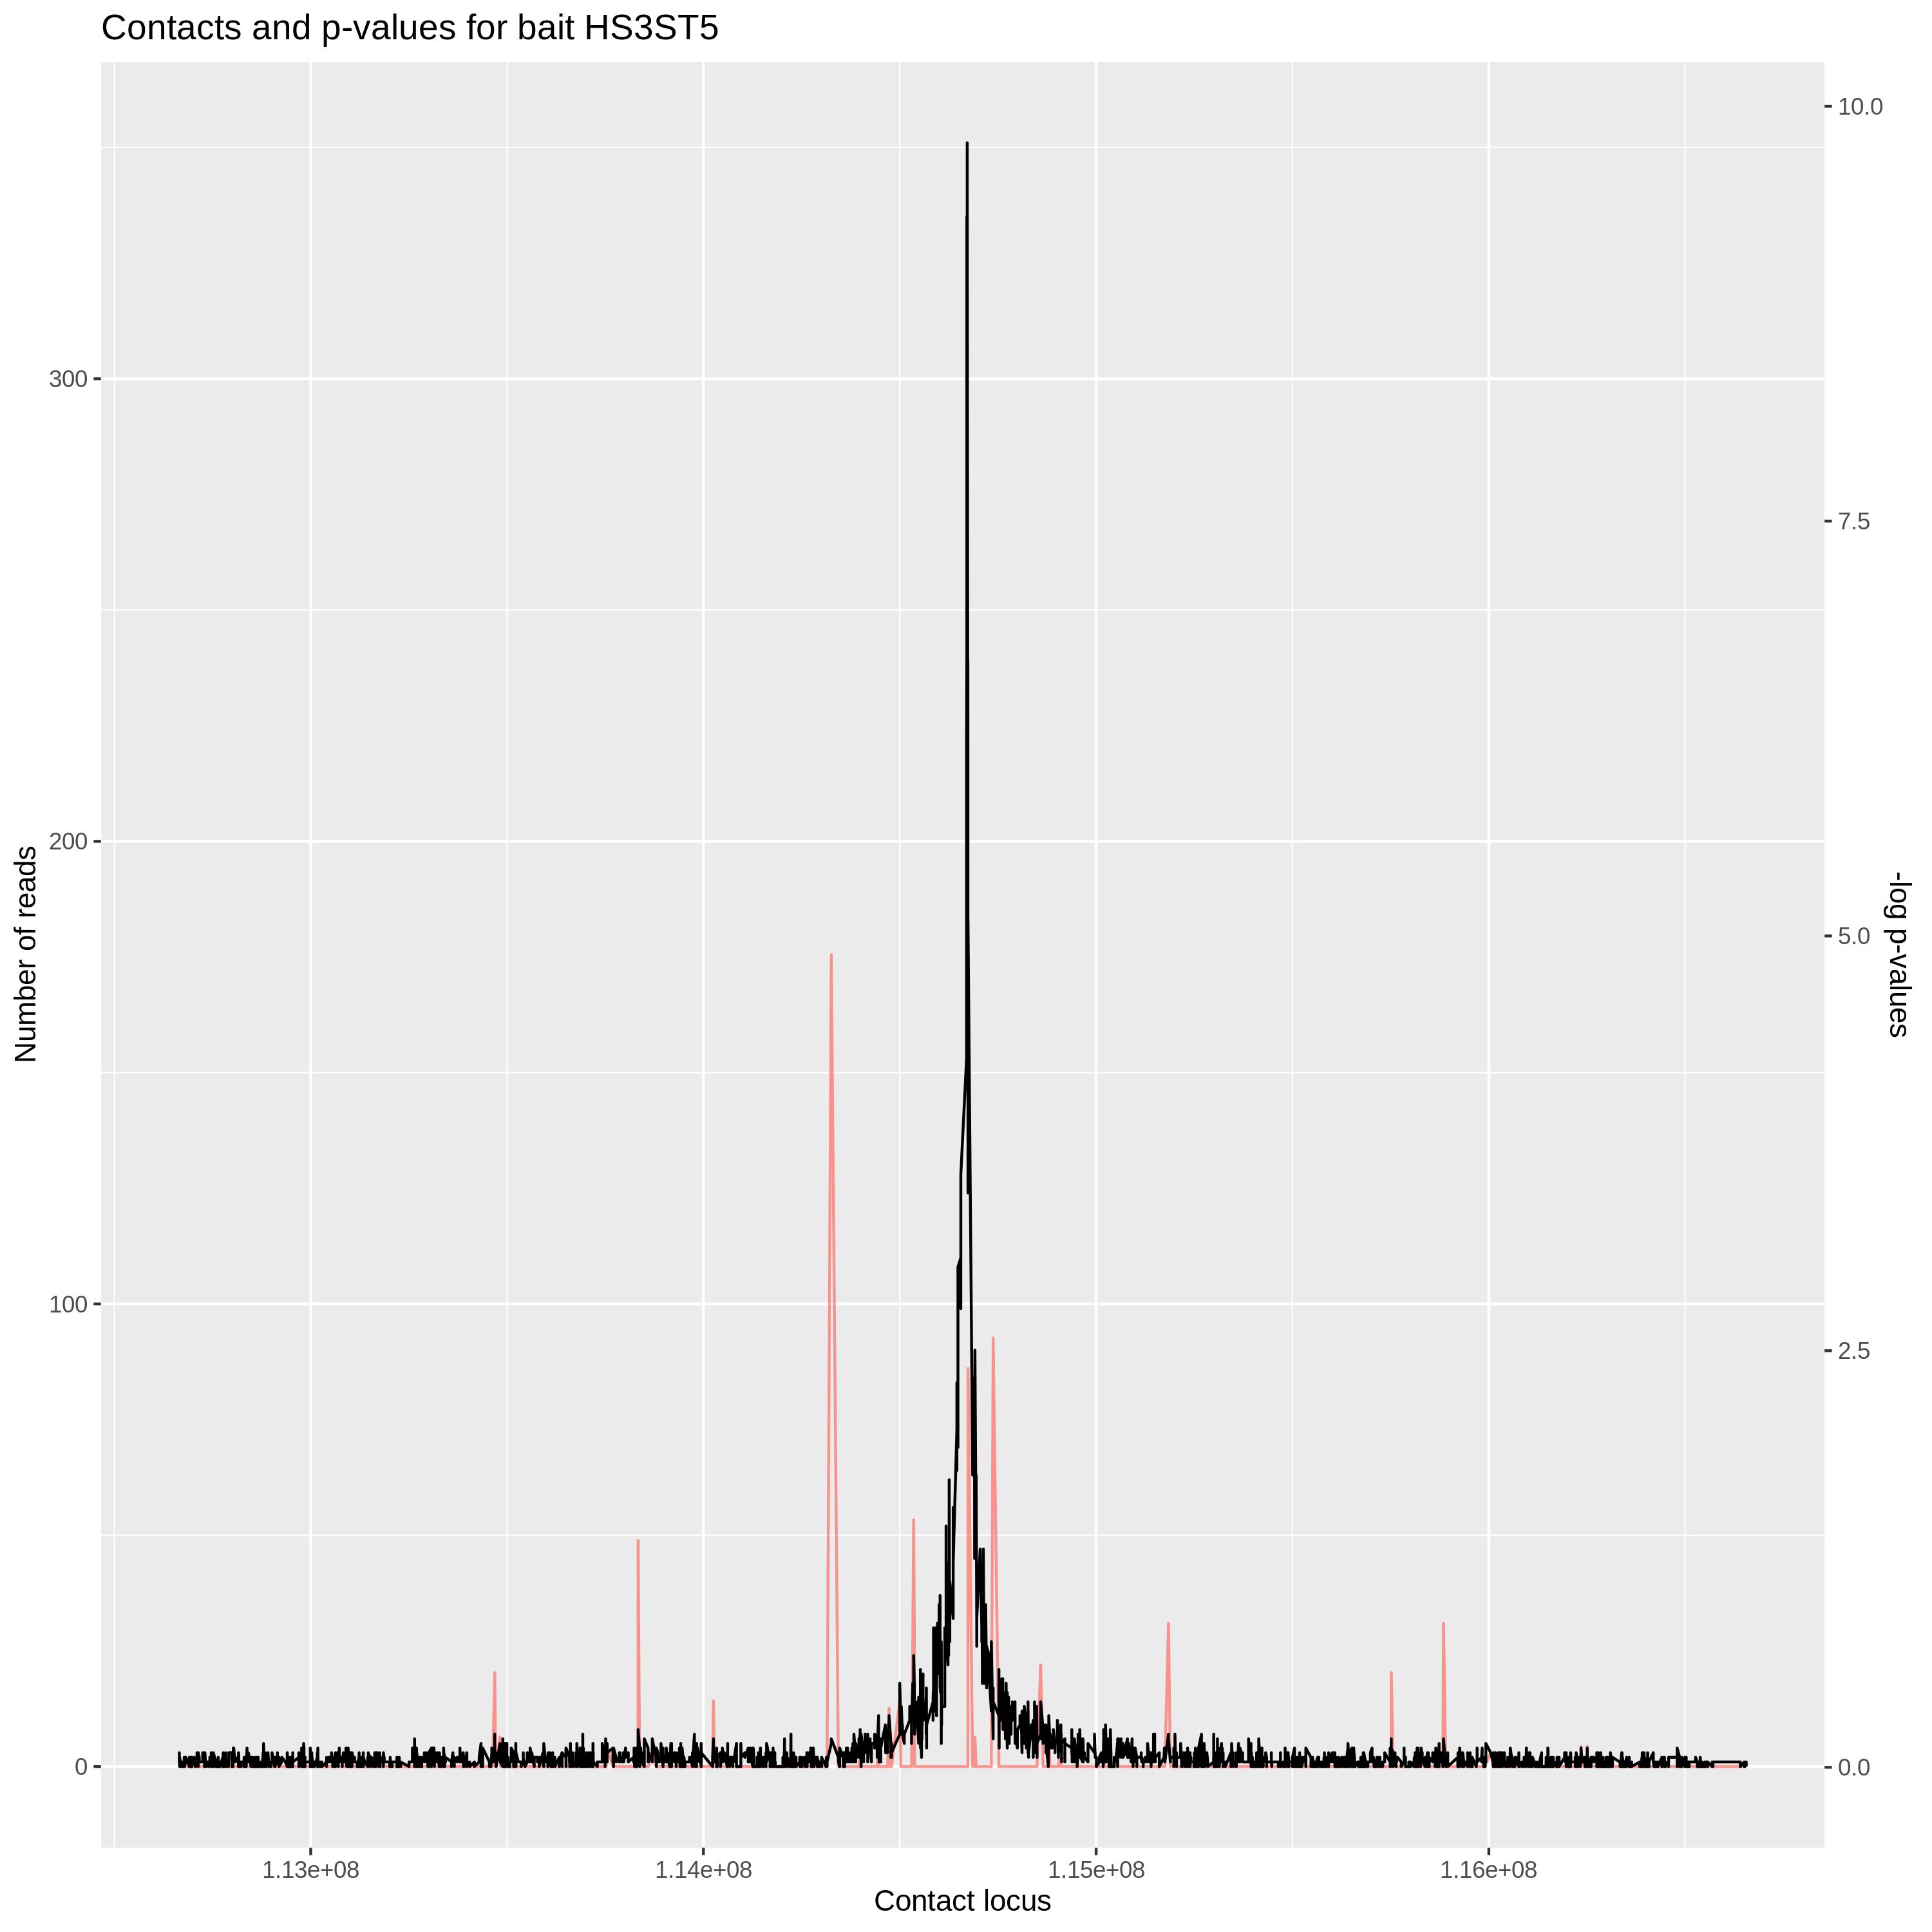 Contacts and p-values for bait HS3ST5
10.0
7.5
5.0
2.5
0.0
300
200
100
0
Number of reads
-log p-values
1.13e+08
1.14e+08
1.15e+08
1.16e+08
Contact locus